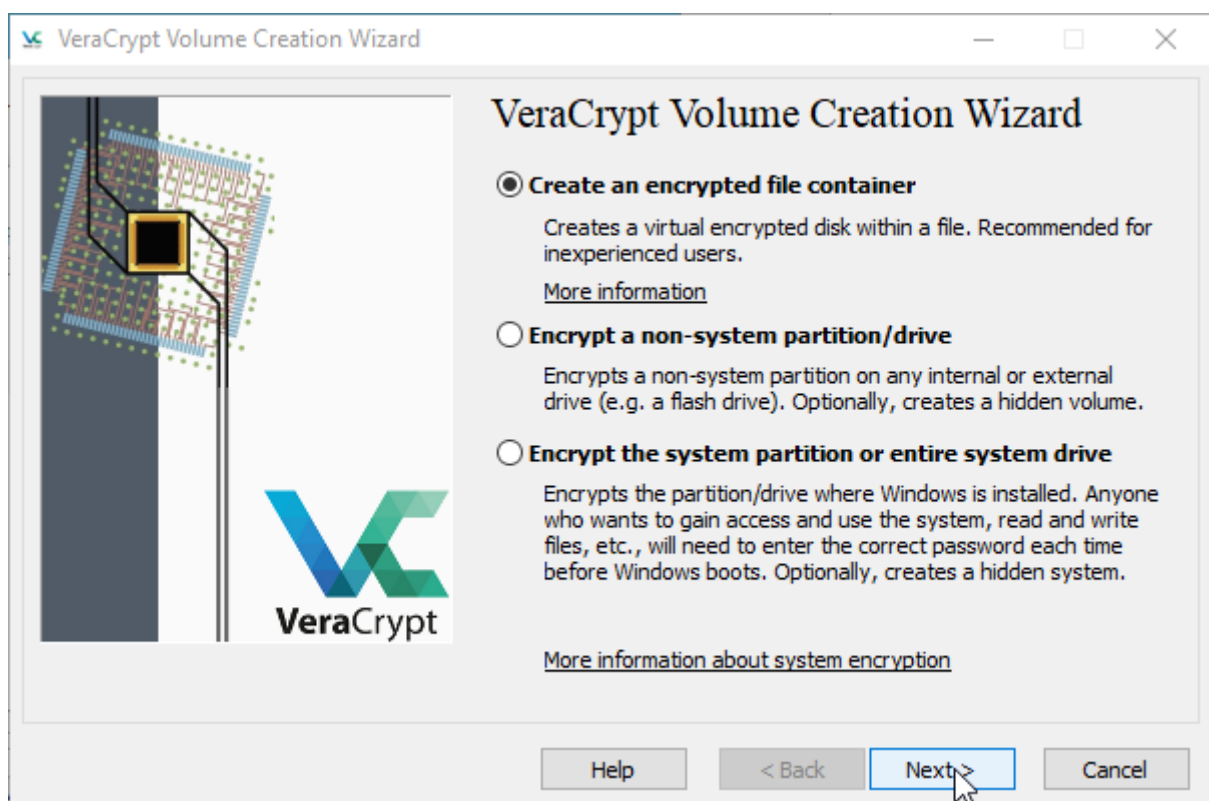 VeraCrypt Volume Creation Wizard
VeraCrypt Volume Creation Wizard
Create an encrypted file container
Creates a virtual encrypted disk within a file. Recommended for
inexperienced users.
More information
Encrypt a non-system partition/drive
Encrypts a non-system partition on any internal or external
drive (e.g. a flash drive). Optionally, creates a hidden volume.
Encrypt the system partition or entire system drive
Encrypts the partition/drive where Windows is installed. Anyone
who wants to gain access and use the system, read and write
files, etc., will need to enter the correct password each time
before Windows boots. Optionally, creates a hidden system.
VeraCrypt
More information about system encryption
Help
< Back
Next >
Cancel